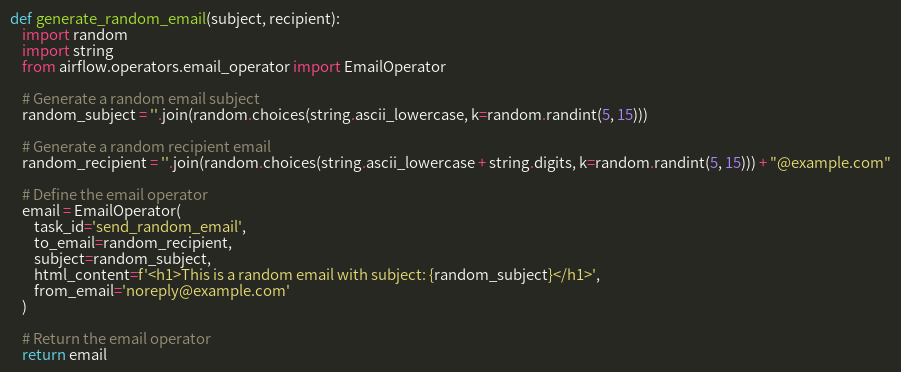 def generate_random_email(subject, recipient):
    import random
    import string
    from airflow.operators.email_operator import EmailOperator

    # Generate a random email subject
    random_subject = ''.join(random.choices(string.ascii_lowercase, k=random.randint(5, 15)))

    # Generate a random recipient email
    random_recipient = ''.join(random.choices(string.ascii_lowercase + string.digits, k=random.randint(5, 15))) + "@example.com"

    # Define the email operator
    email = EmailOperator(
        task_id='send_random_email',
        to_email=random_recipient,
        subject=random_subject,
        html_content=f'<h1>This is a random email with subject: {random_subject}</h1>',
        from_email='noreply@example.com'
    )

    # Return the email operator
    return email